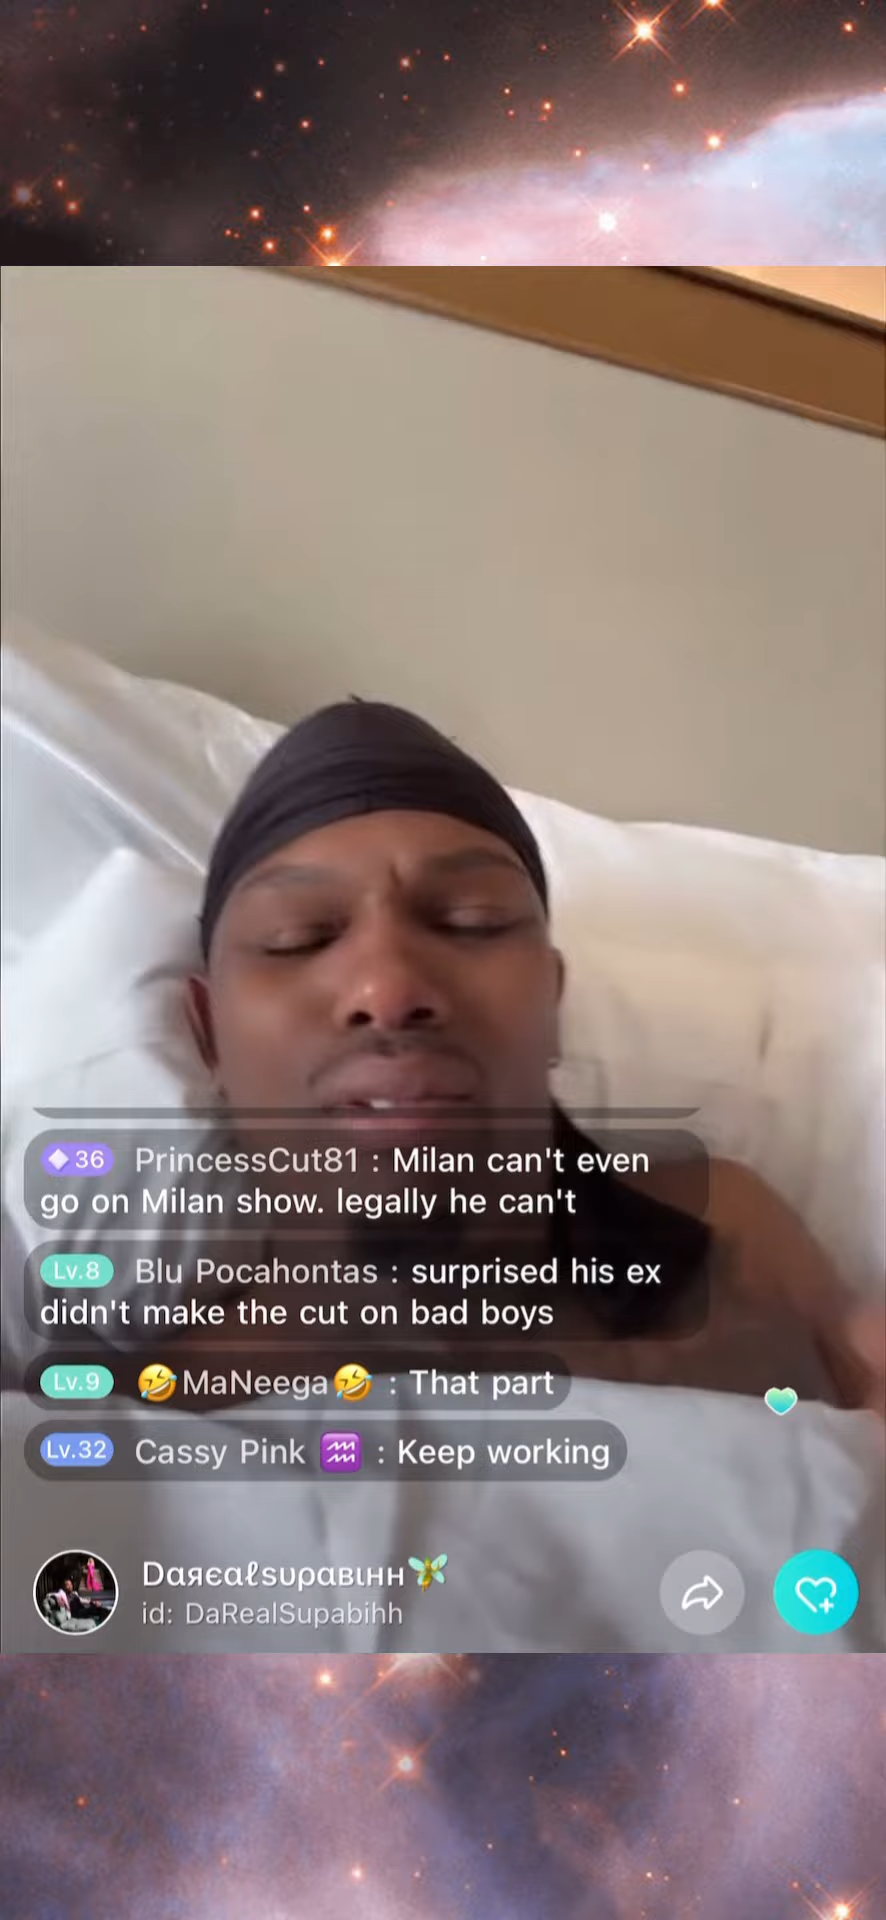 36 PrincessCut81 : Milan can't even
go on Milan show. legally he can't
Lv.8 Blu Pocahontas : surprised his ex
didn't make the cut on bad boys
Lv.9 🤣MaNeega🤣 : That part
Lv.32 Cassy Pink ♒ : Keep working
Dαяєαℓѕυραвιнн🧚
id: DaRealSupabihh